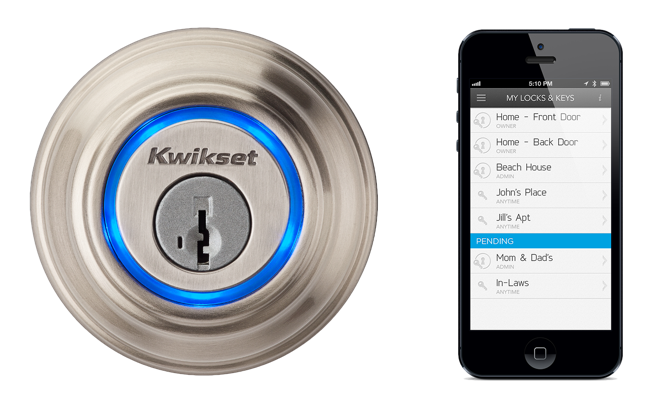 Kwikset
5:10 PM
MY LOCKS & KEYS
Home - Front Door
OWNER
Home - Back Door
OWNER
Beach House
ADMIN
John's Place
ANYTIME
Jill's Apt
ANYTIME
PENDING
Mom & Dad's
ADMIN
In-Laws
ANYTIME